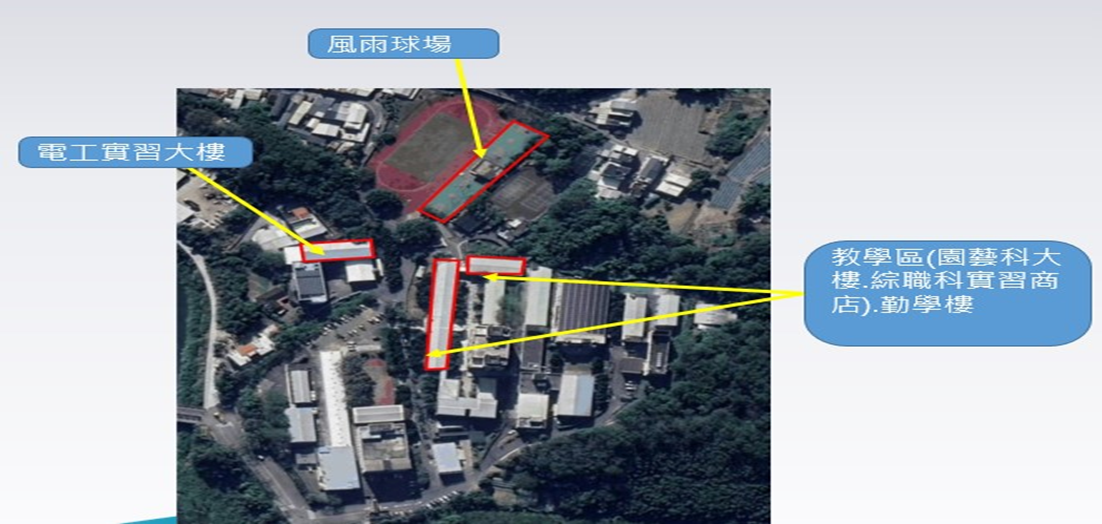 風雨球場
電工實習大樓
教學區(園藝科大
樓.綜職科實習商
店).勤學樓